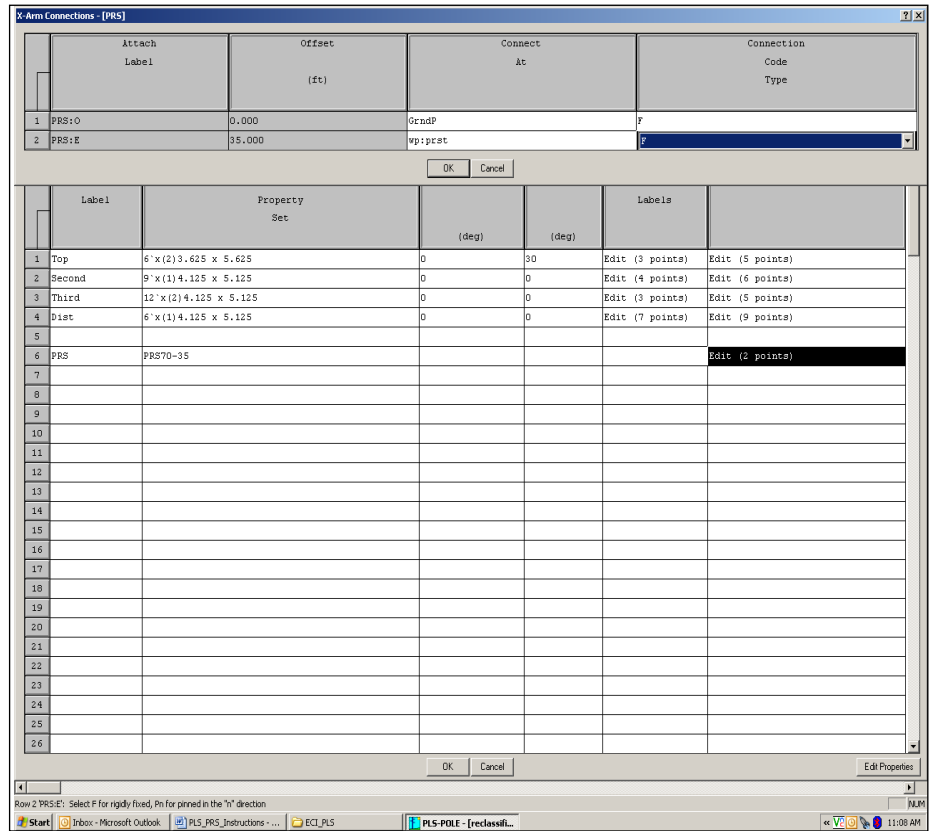 X-Arm Connections - [PRS]
Attach Label Offset (ft) Connect At Connection Code Type
1 PRS:O 0.000 GrndP F
2 PRS:E 35.000 wp:prst F
OK Cancel
Label Property Set (deg) (deg) Labels
1 Top 6`x(2)3.625 x 5.625 0 30 Edit (3 points) Edit (5 points)
2 Second 9`x(1)4.125 x 5.125 0 0 Edit (4 points) Edit (6 points)
3 Third 12`x(2)4.125 x 5.125 0 0 Edit (3 points) Edit (5 points)
4 Dist 6`x(1)4.125 x 5.125 0 0 Edit (7 points) Edit (9 points)
5
6 PRS PRS70-35 Edit (2 points)
7
8
9
10
11
12
13
14
15
16
17
18
19
20
21
22
23
24
25
26
OK Cancel Edit Properties
Row 2 'PRS:E': Select F for rigidly fixed, Pn for pinned in the "n" direction NUM
Start Inbox - Microsoft Outlook PLS_PRS_Instructions - ... ECI_PLS PLS-POLE - [reclassifi... « 11:08 AM